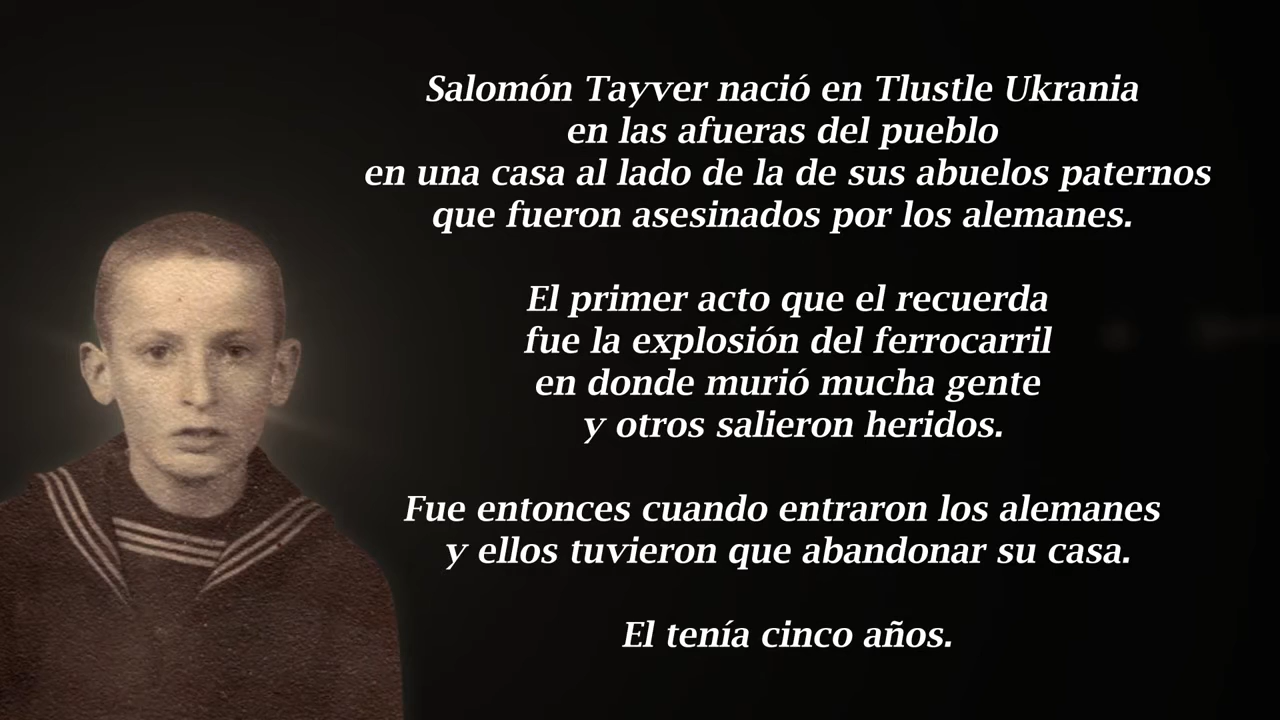 Salomón Tayver nació en Tlustle Ukrania
en las afueras del pueblo
en una casa al lado de la de sus abuelos paternos
que fueron asesinados por los alemanes.
El primer acto que el recuerda
fue la explosión del ferrocarril
en donde murió mucha gente
y otros salieron heridos.
Fue entonces cuando entraron los alemanes
y ellos tuvieron que abandonar su casa.
El tenía cinco años.